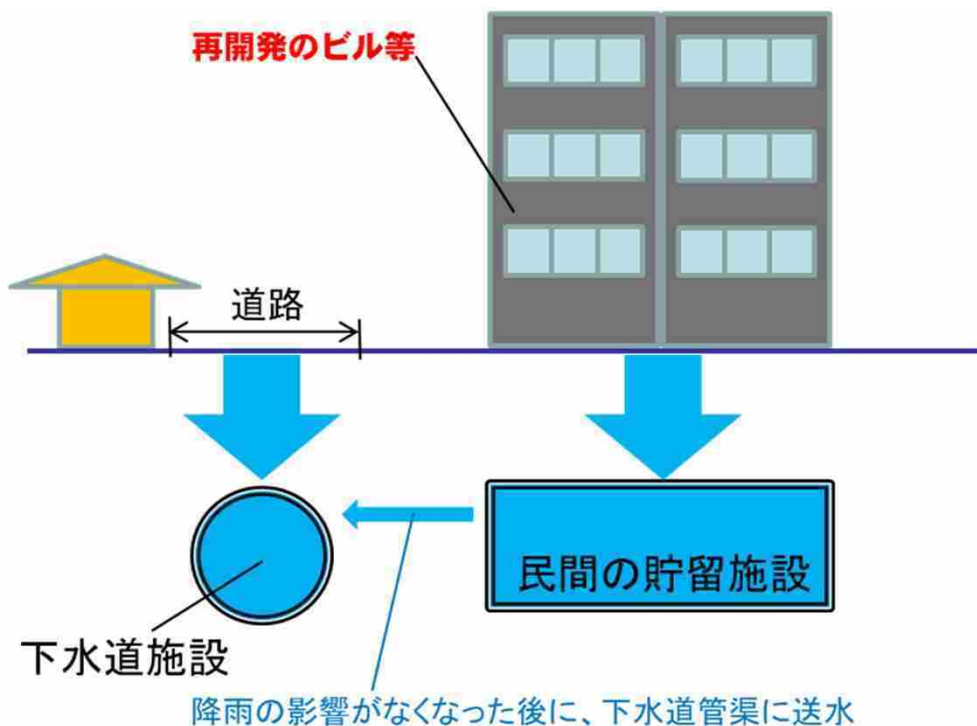 再開発のビル等
道路
民間の貯留施設
下水道施設
降雨の影響がなくなった後に、下水道管渠に送水